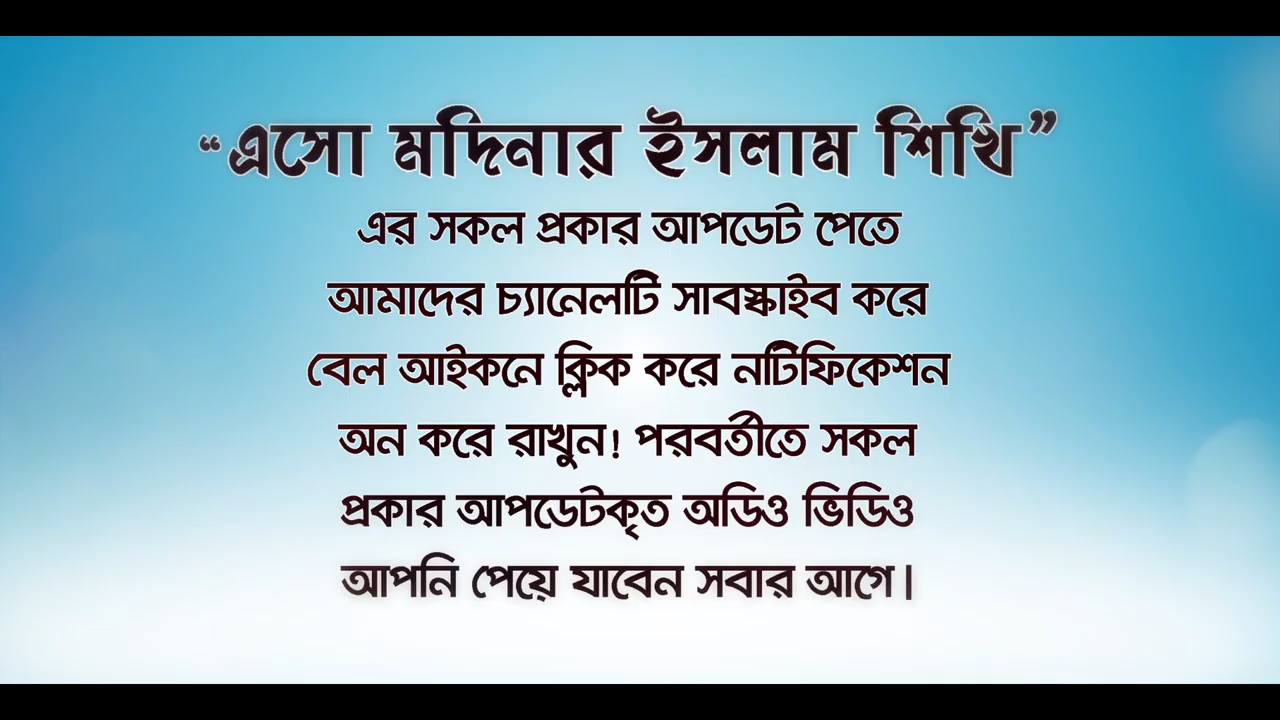 “এসো মদিনার ইসলাম শিখি”
এর সকল প্রকার আপডেট পেতে
আমাদের চ্যানেলটি সাবস্কাইব করে
বেল আইকনে ক্লিক করে নটিফিকেশন
অন করে রাখুন! পরবর্তীতে সকল
প্রকার আপডেটকৃত অডিও ভিডিও
আপনি পেয়ে যাবেন সবার আগে।